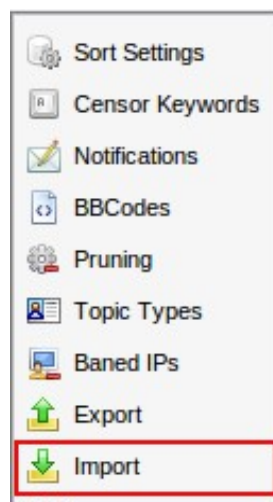 Sort Settings
Censor Keywords
Notifications
BBCodes
Pruning
Topic Types
Baned IPs
Export
Import